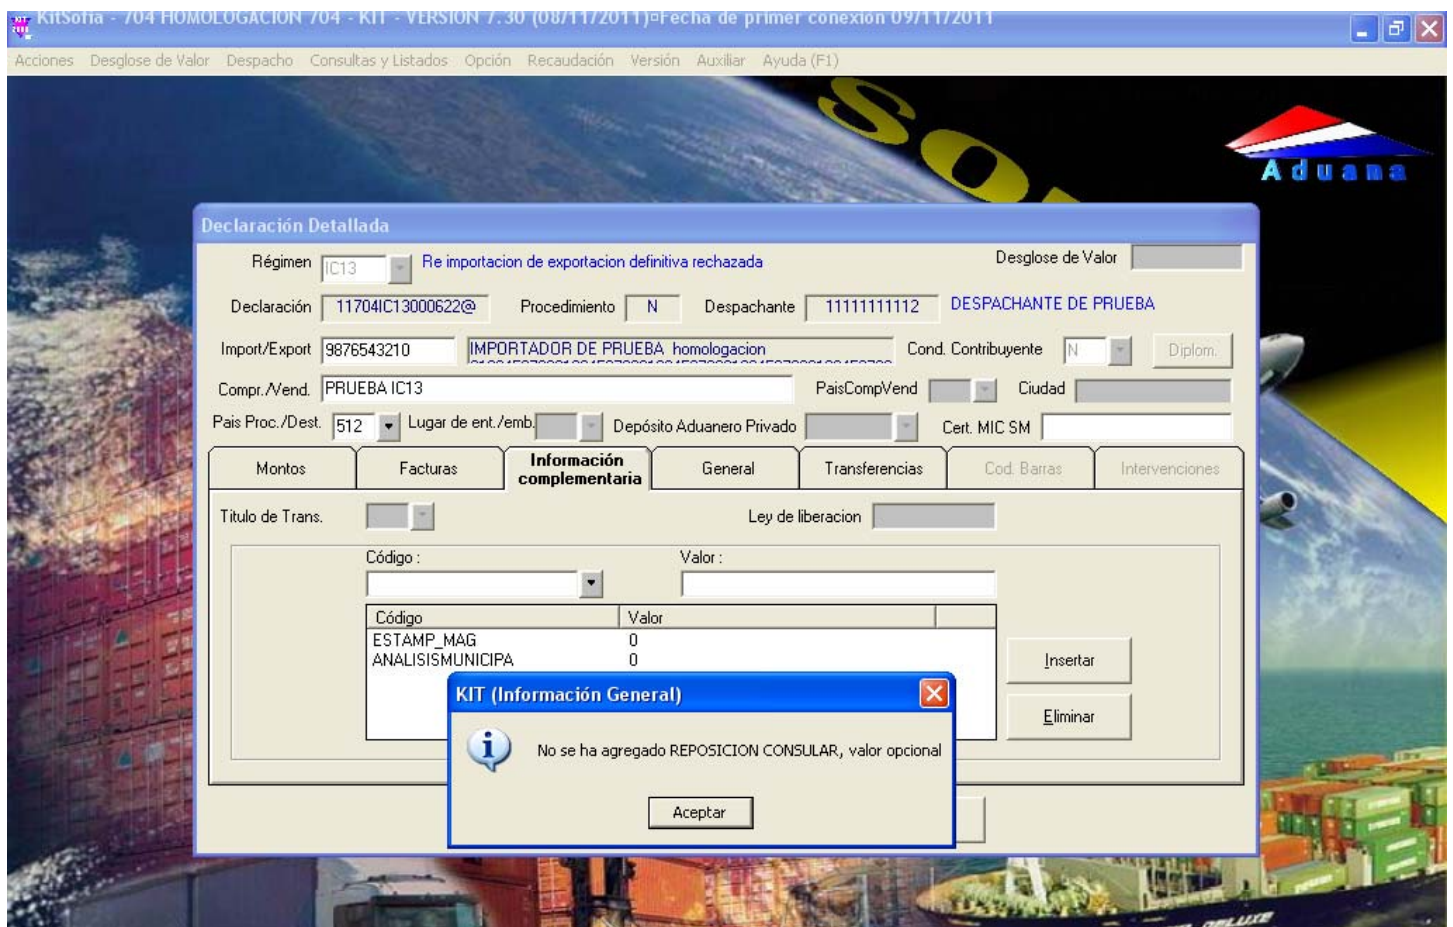 KitSofia - 704 HOMOLOGACION 704 - KIT - VERSION 7.30 (08/11/2011)¤Fecha de primer conexion 09/11/2011
Acciones Desglose de Valor Despacho Consultas y Listados Opción Recaudación Versión Auxiliar Ayuda (F1)
Aduana
Declaración Detallada
Régimen IC13 Re importacion de exportacion definitiva rechazada Desglose de Valor
Declaración 11704IC13000622@ Procedimiento N Despachante 11111111112 DESPACHANTE DE PRUEBA
Import/Export 9876543210 IMPORTADOR DE PRUEBA homologacion Cond. Contribuyente N Diplom.
Compr./Vend. PRUEBA IC13 PaisCompVend Ciudad
Pais Proc./Dest. 512 Lugar de ent./emb. Depósito Aduanero Privado Cert. MIC SM
Montos Facturas Información complementaria General Transferencias Cod. Barras Intervenciones
Titulo de Trans. Ley de liberacion
Código : Valor :
Código Valor
ESTAMP_MAG 0
ANALISISMUNICIPA 0
Insertar
Eliminar
KIT (Información General)
No se ha agregado REPOSICION CONSULAR, valor opcional
Aceptar
DELUXE